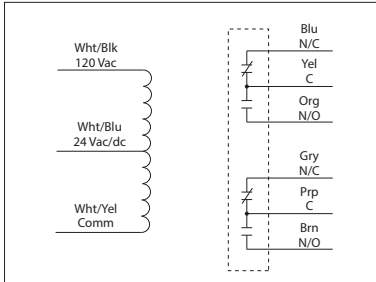 Wht/Blk
120 Vac
Wht/Blu
24 Vac/dc
Wht/Yel
Comm
Blu
N/C
Yel
C
Org
N/O
Gry
N/C
Prp
C
Brn
N/O